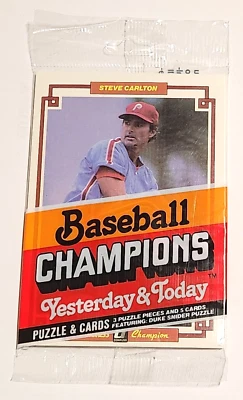 STEVE CARLTON
Baseball
CHAMPIONS
TM
Yesterday & Today
PUZZLE & CARDS
3 PUZZLE PIECES AND 5 CARDS
FEATURING: DUKE SNIDER PUZZLE
Champion